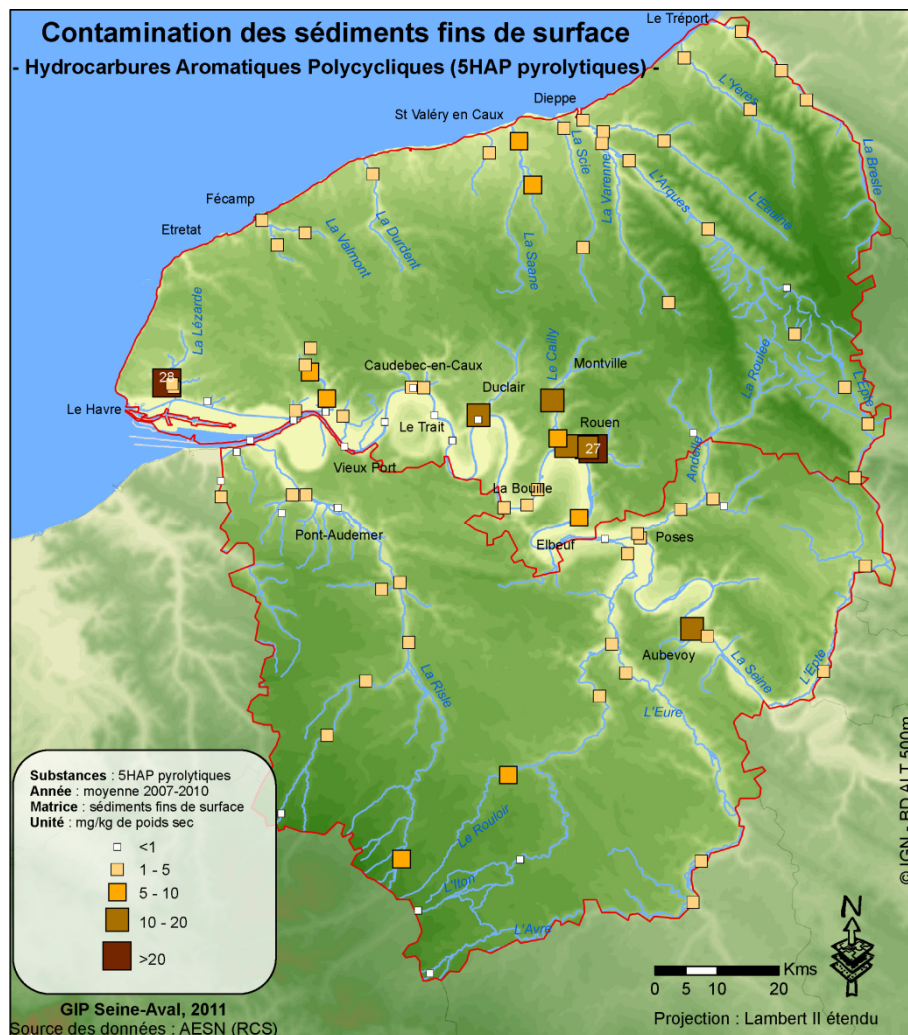 Contamination des sédiments fins de surface
- Hydrocarbures Aromatiques Polycycliques (5HAP pyrolytiques) -
Le Tréport
L'Yeres
Dieppe
St Valéry en Caux
La Bresle
La Scie
La Varenne
L'Arques
L'Eaulne
Fécamp
Etretat
La Valmont
La Durdent
La Saane
La Lézarde
Le Cailly
Montville
La Roulee
L'Epte
Caudebec-en-Caux
28
Duclair
Le Havre
Le Trait
Rouen
27
Andelle
Vieux Port
La Bouille
Pont-Audemer
Elbeuf
Poses
Aubevoy
La Seine
L'Epte
La Risle
L'Eure
Le Rouloir
L'Iton
L'Avre
Substances : 5HAP pyrolytiques
Année : moyenne 2007-2010
Matrice : sédiments fins de surface
Unité : mg/kg de poids sec
<1
1 - 5
5 - 10
10 - 20
>20
© IGN - BD ALT 500m
N
Kms
0 5 10 20
GIP Seine-Aval, 2011
Source des données : AESN (RCS)
Projection : Lambert II étendu